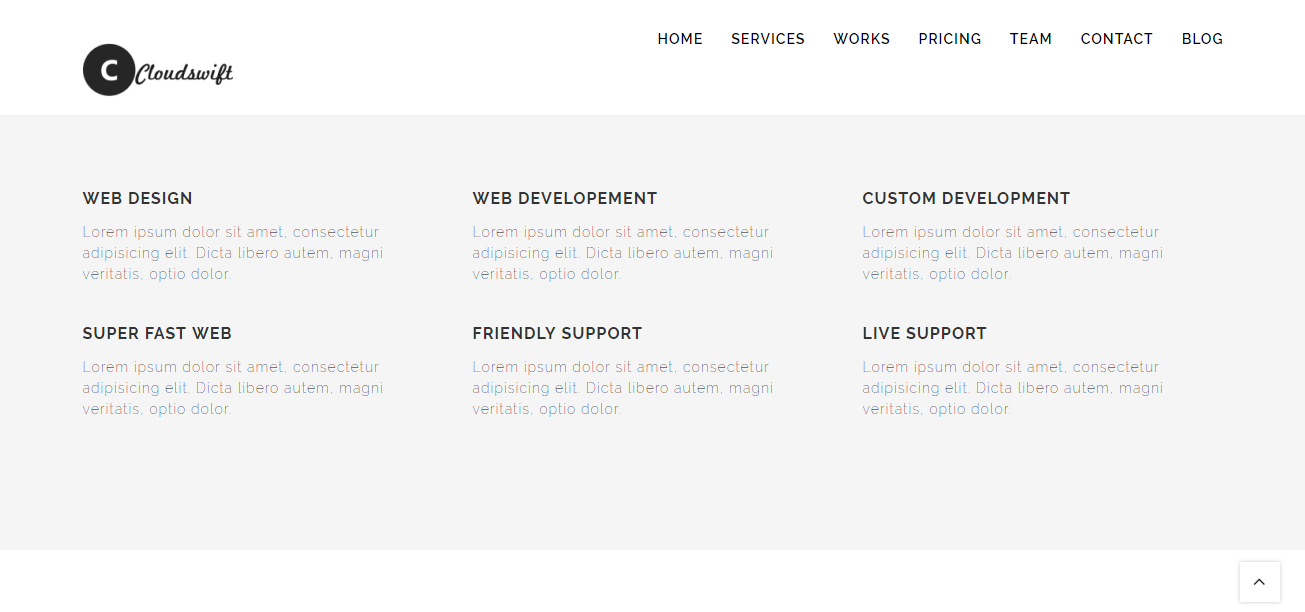 HOME SERVICES WORKS PRICING TEAM CONTACT BLOG
C Cloudswift
WEB DESIGN
Lorem ipsum dolor sit amet, consectetur
adipisicing elit. Dicta libero autem, magni
veritatis, optio dolor.
WEB DEVELOPEMENT
Lorem ipsum dolor sit amet, consectetur
adipisicing elit. Dicta libero autem, magni
veritatis, optio dolor.
CUSTOM DEVELOPMENT
Lorem ipsum dolor sit amet, consectetur
adipisicing elit. Dicta libero autem, magni
veritatis, optio dolor.
SUPER FAST WEB
Lorem ipsum dolor sit amet, consectetur
adipisicing elit. Dicta libero autem, magni
veritatis, optio dolor.
FRIENDLY SUPPORT
Lorem ipsum dolor sit amet, consectetur
adipisicing elit. Dicta libero autem, magni
veritatis, optio dolor.
LIVE SUPPORT
Lorem ipsum dolor sit amet, consectetur
adipisicing elit. Dicta libero autem, magni
veritatis, optio dolor.